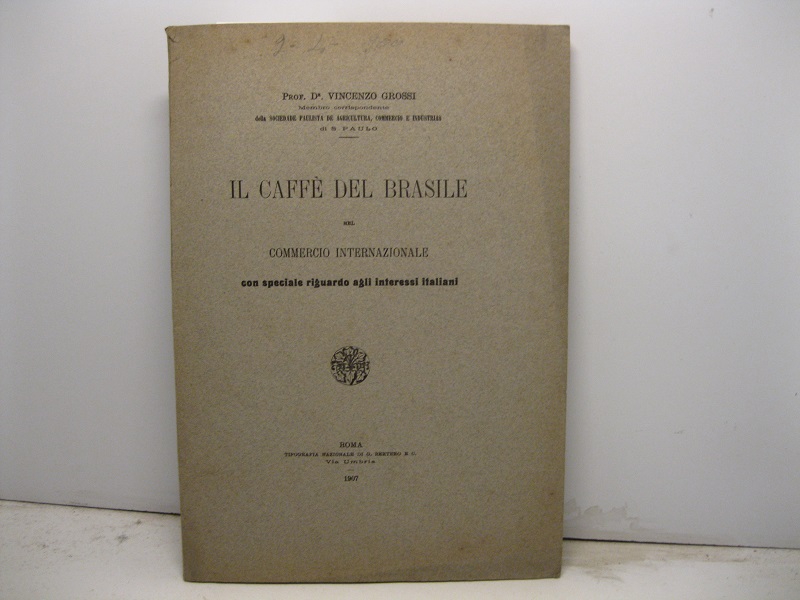 Prof. Dr. VINCENZO GROSSI
Membro corrispondente
della SOCIEDADE PAULISTA DE AGRICULTURA, COMMERCIO E INDUSTRIAS
di S. PAULO
IL CAFFÈ DEL BRASILE
NEL
COMMERCIO INTERNAZIONALE
con speciale riguardo agli interessi italiani
ROMA
TIPOGRAFIA NAZIONALE DI G. BERTERO E C.
Via Umbria
1907